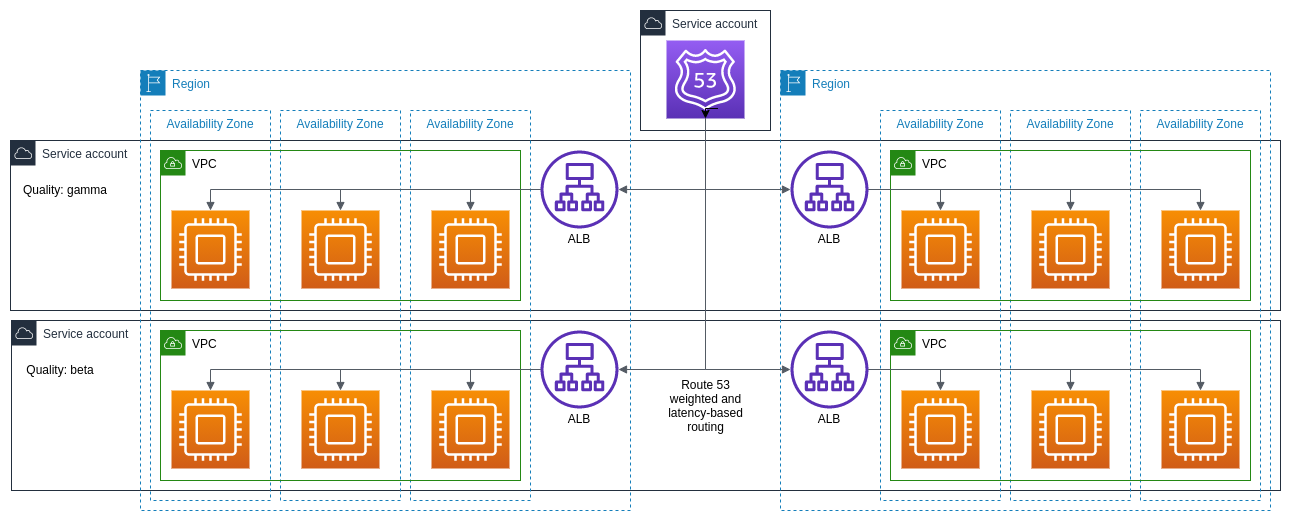 Service account
53
Region
Region
Availability Zone
Availability Zone
Availability Zone
Availability Zone
Availability Zone
Availability Zone
Service account
Quality: gamma
VPC
ALB
ALB
VPC
Service account
Quality: beta
VPC
ALB
Route 53
weighted and
latency-based
routing
ALB
VPC